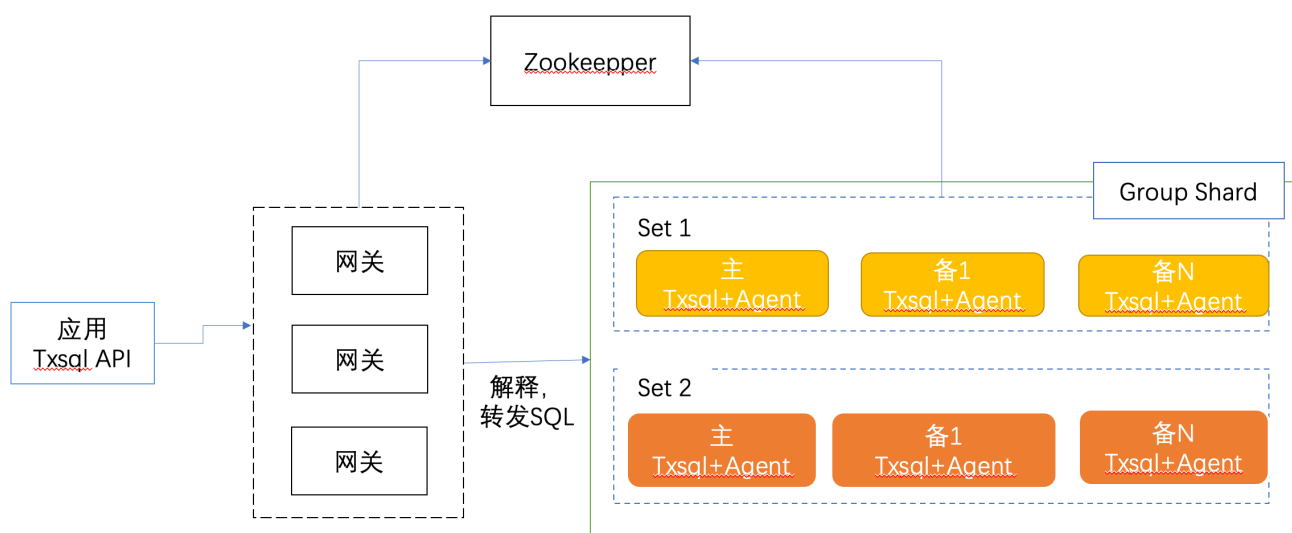 Zookeepper
Group Shard
Set 1
网关
主
Txsql+Agent
备1
Txsql+Agent
备N
Txsql+Agent
应用
Txsql API
网关
解释，
转发SQL
Set 2
网关
主
Txsql+Agent
备1
Txsql+Agent
备N
Txsql+Agent